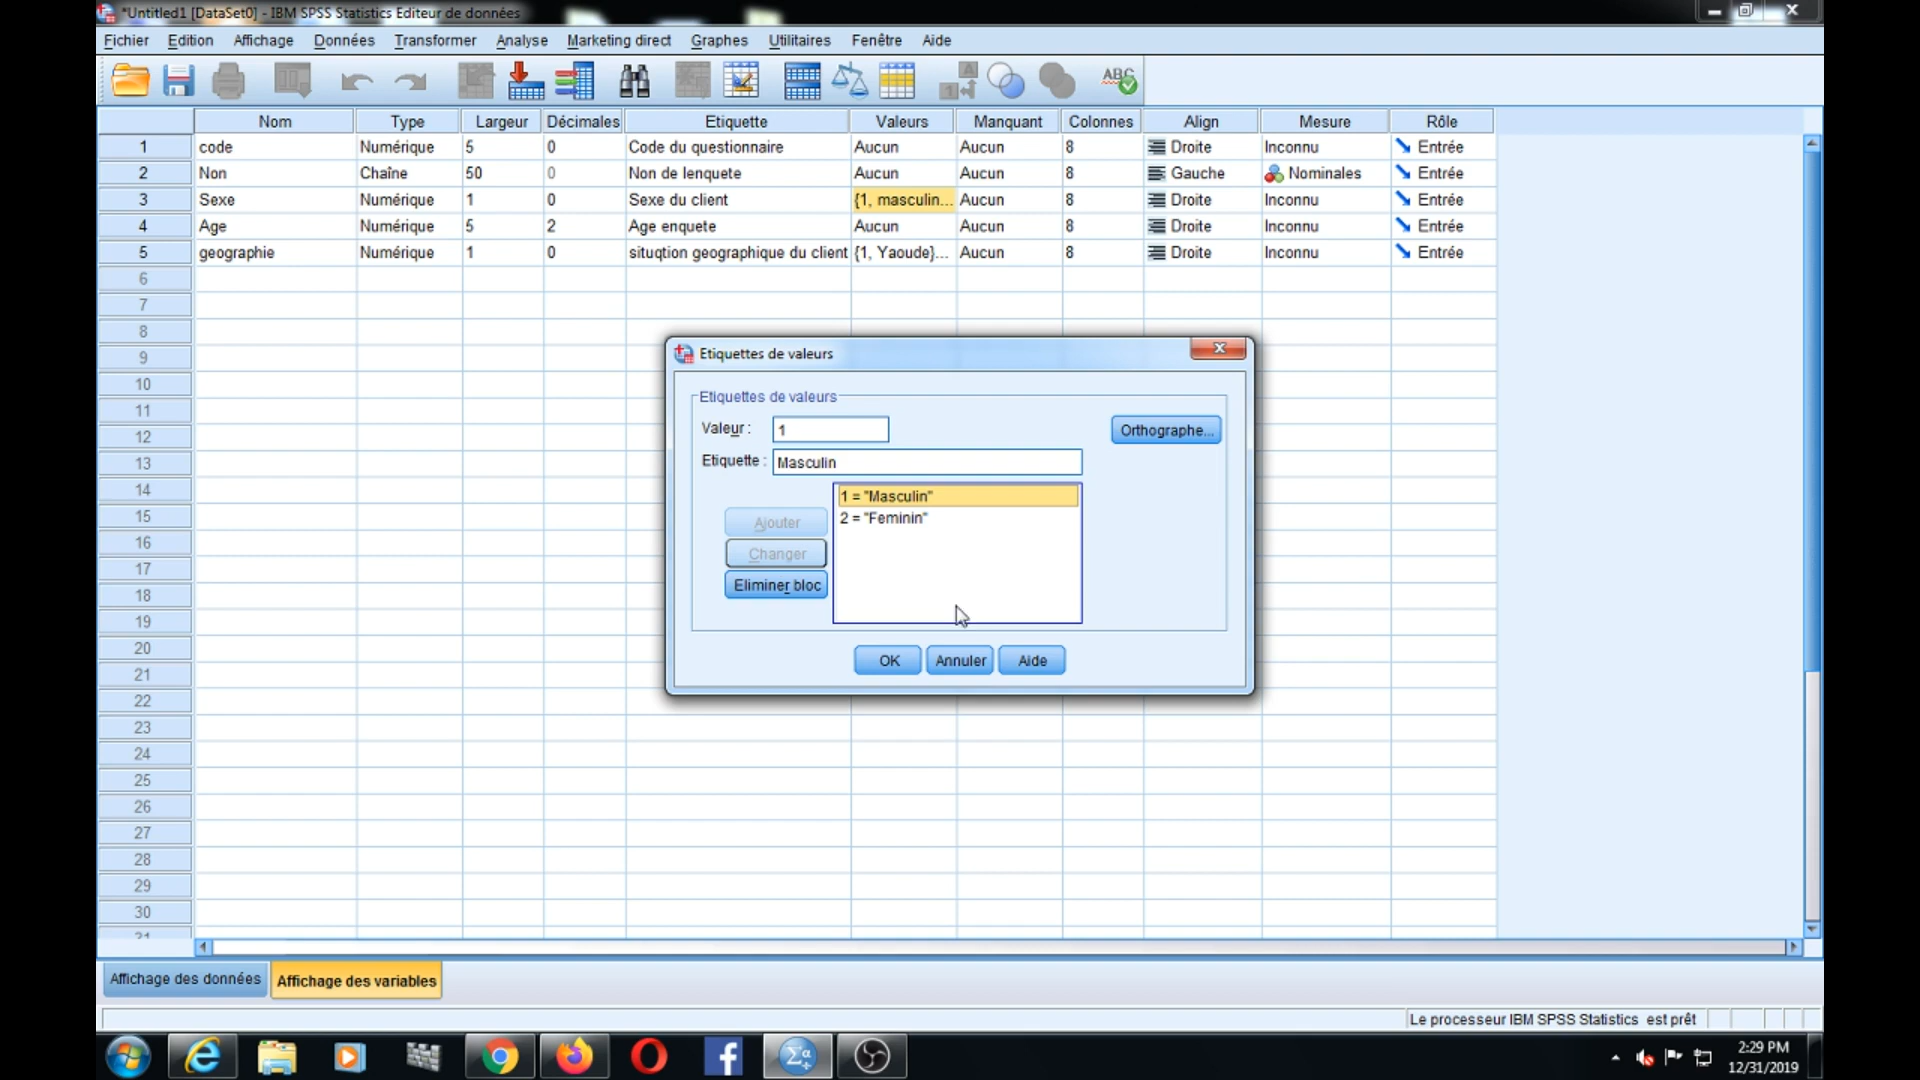 *Untitled1 [DataSet0] - IBM SPSS Statistics Editeur de données
Fichier Edition Affichage Données Transformer Analyse Marketing direct Graphes Utilitaires Fenêtre Aide
Nom Type Largeur Décimales Etiquette Valeurs Manquant Colonnes Align Mesure Rôle
1 code Numérique 5 0 Code du questionnaire Aucun Aucun 8 Droite Inconnu Entrée
2 Non Chaîne 50 0 Non de lenquete Aucun Aucun 8 Gauche Nominales Entrée
3 Sexe Numérique 1 0 Sexe du client {1, masculin... Aucun 8 Droite Inconnu Entrée
4 Age Numérique 5 2 Age enquete Aucun Aucun 8 Droite Inconnu Entrée
5 geographie Numérique 1 0 situqtion geographique du client {1, Yaoude}... Aucun 8 Droite Inconnu Entrée
6
7
8
9
10
11
12
13
14
15
16
17
18
19
20
21
22
23
24
25
26
27
28
29
30
31
Etiquettes de valeurs
Etiquettes de valeurs
Valeur : 1 Orthographe...
Etiquette : Masculin
1 = "Masculin"
2 = "Feminin"
Ajouter
Changer
Eliminer bloc
OK Annuler Aide
Affichage des données Affichage des variables
Le processeur IBM SPSS Statistics est prêt
2:29 PM
12/31/2019